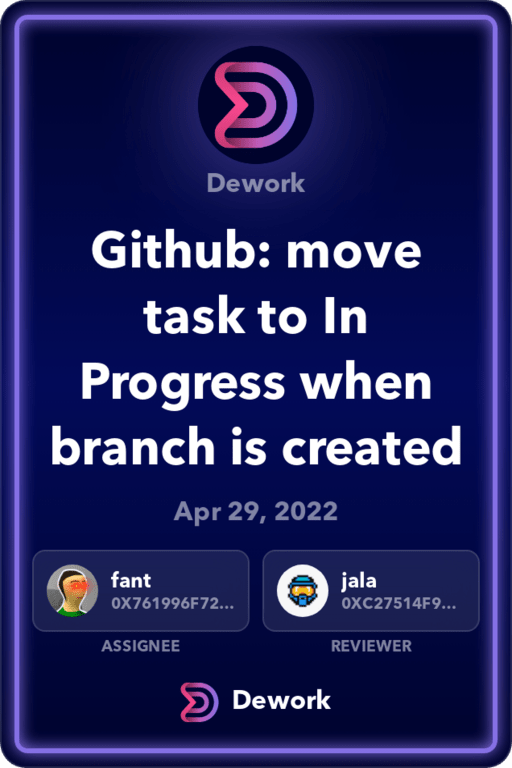 Dework
Github: move
task to In
Progress when
branch is created
Apr 29, 2022
fant
0X761996F72...
ASSIGNEE
jala
0XC27514F9...
REVIEWER
Dework